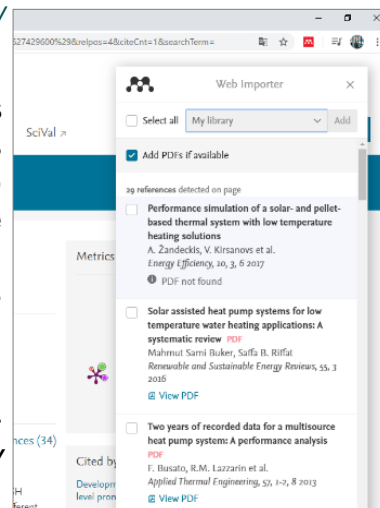 527429600%29&relpos=4&citeCnt=1&searchTerm=
Web Importer
Select all
My library
Add
SciVal
Add PDFs if available
29 references detected on page
Performance simulation of a solar- and pellet-
based thermal system with low temperature
heating solutions
A. Žandeckis, V. Kirsanovs et al.
Energy Efficiency, 10, 3, 6 2017
PDF not found
Metrics
Solar assisted heat pump systems for low
temperature water heating applications: A
systematic review PDF
Mahmut Sami Buker, Saffa B. Riffat
Renewable and Sustainable Energy Reviews, 55, 3
2016
View PDF
Two years of recorded data for a multisource
heat pump system: A performance analysis
PDF
F. Busato, R.M. Lazzarin et al.
Applied Thermal Engineering, 57, 1-2, 8 2013
View PDF
nces (34)
Cited by
Developm
level pron